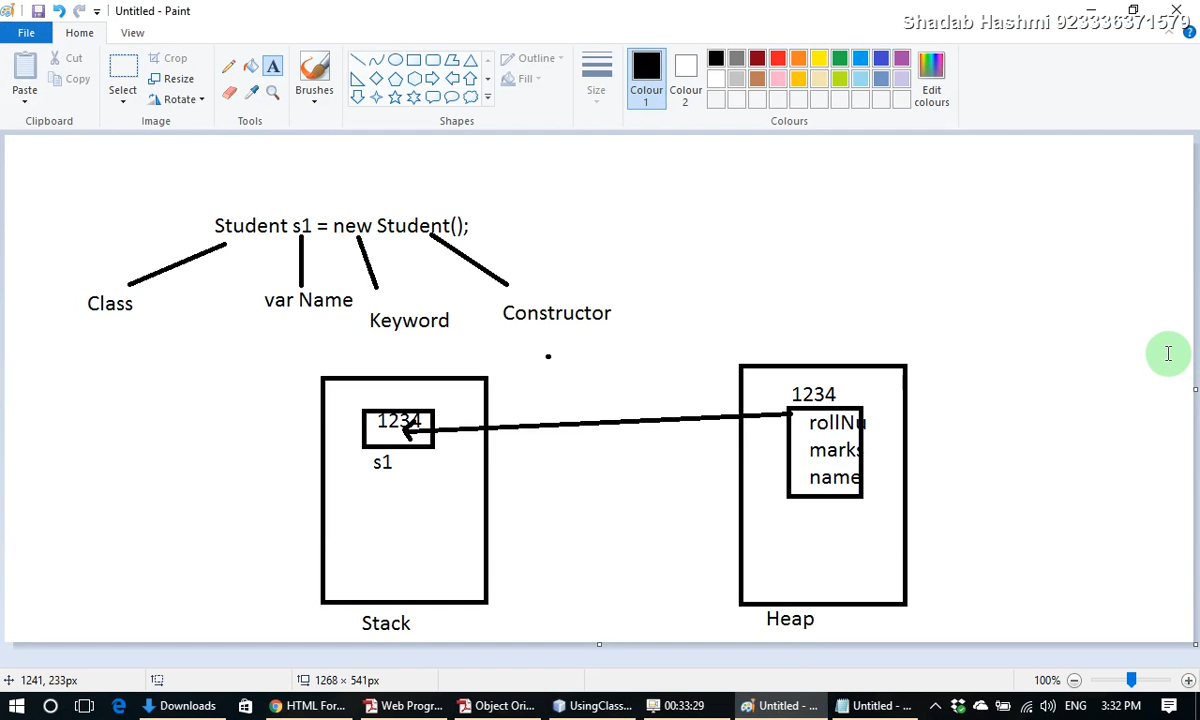 Untitled - Paint
Shadab Hashmi 923336371579
File Home View
Paste
Cut
Copy
Clipboard
Select
Crop
Resize
Rotate
Image
A
Tools
Brushes
Outline
Fill
Shapes
Size
Colour 1
Colour 2
Edit colours
Colours
Student s1 = new Student();
Class
var Name
Keyword
Constructor
1234
s1
Stack
1234
rollNu
marks
name
Heap
1241, 233px
1268 × 541px
100%
Downloads
HTML For...
Web Progr...
Object Ori...
UsingClass...
00:33:29
Untitled - ...
Untitled - ...
ENG
3:32 PM